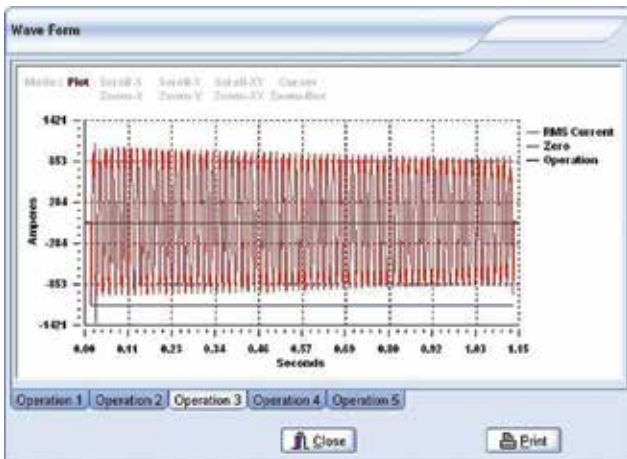 Wave Form
Mode: Plot Scroll-X Scroll-Y Scroll-XY Cursor
Zoom-X Zoom-Y Zoom-XY Zoom-Box
1421
853
284
-284
-853
-1421
Amperes
0.00 0.11 0.23 0.34 0.46 0.57 0.69 0.80 0.92 1.03 1.15
Seconds
RMS Current
Zero
Operation
Operation 1 Operation 2 Operation 3 Operation 4 Operation 5
Close Print